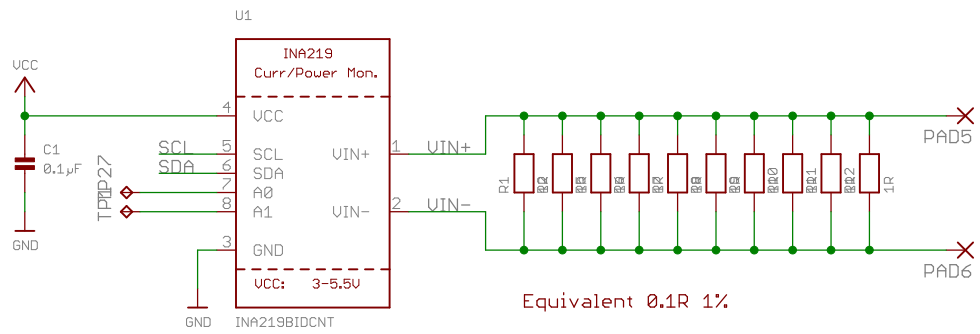 U1
INA219
Curr/Power Mon.
VCC
4
VCC
PAD5
C1
0.1µF
SCL
5
SCL
VIN+
1
VIN+
SDA
6
SDA
R1
1R
7
A0
8
A1
VIN-
2
VIN-
GND
3
GND
PAD6
VCC: 3-5.5V
Equivalent 0.1R 1%
GND
INA219BIDCNT